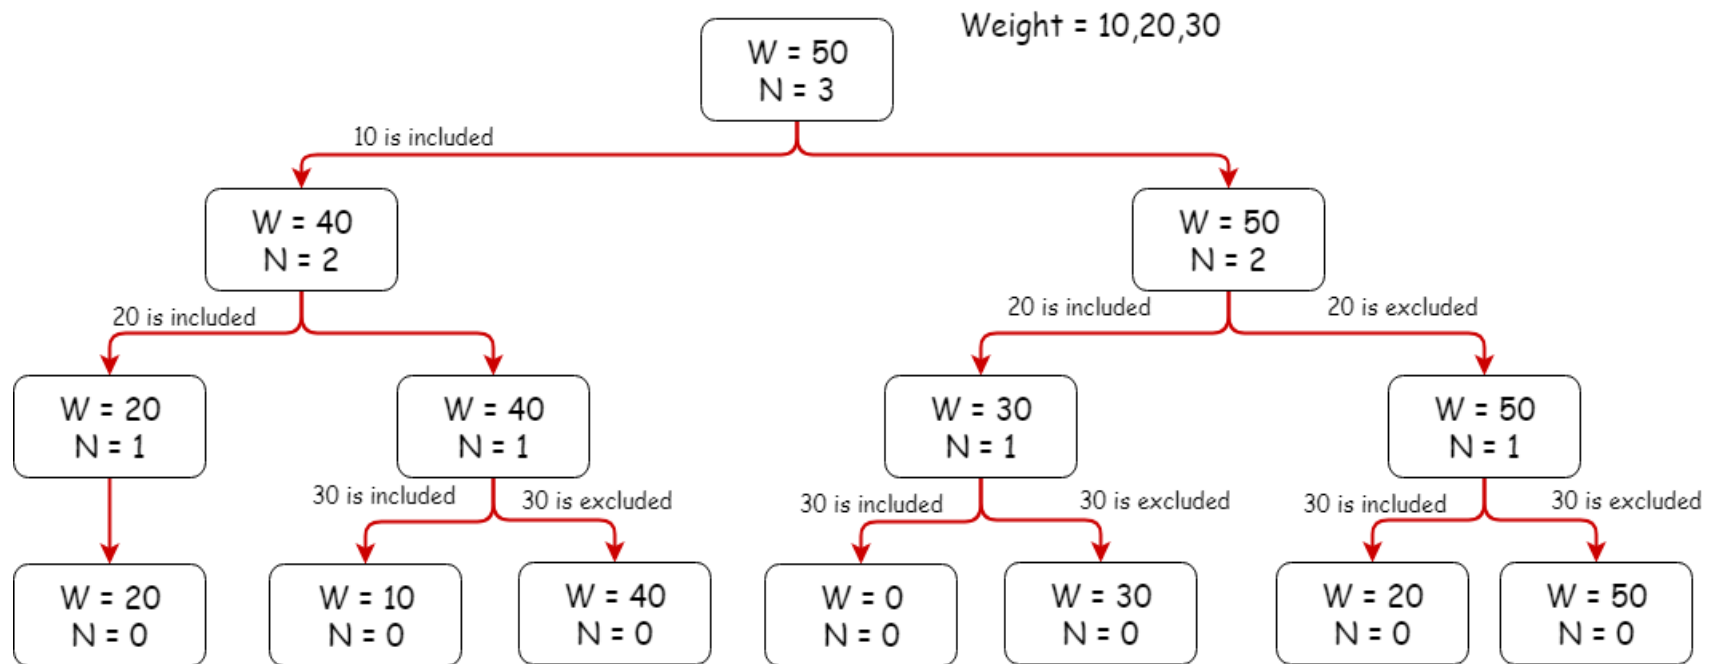 Weight = 10,20,30
W = 50
N = 3
10 is included
W = 40
N = 2
W = 50
N = 2
20 is included
20 is included
20 is excluded
W = 20
N = 1
W = 40
N = 1
W = 30
N = 1
W = 50
N = 1
30 is included
30 is excluded
30 is included
30 is excluded
30 is included
30 is excluded
W = 20
N = 0
W = 10
N = 0
W = 40
N = 0
W = 0
N = 0
W = 30
N = 0
W = 20
N = 0
W = 50
N = 0